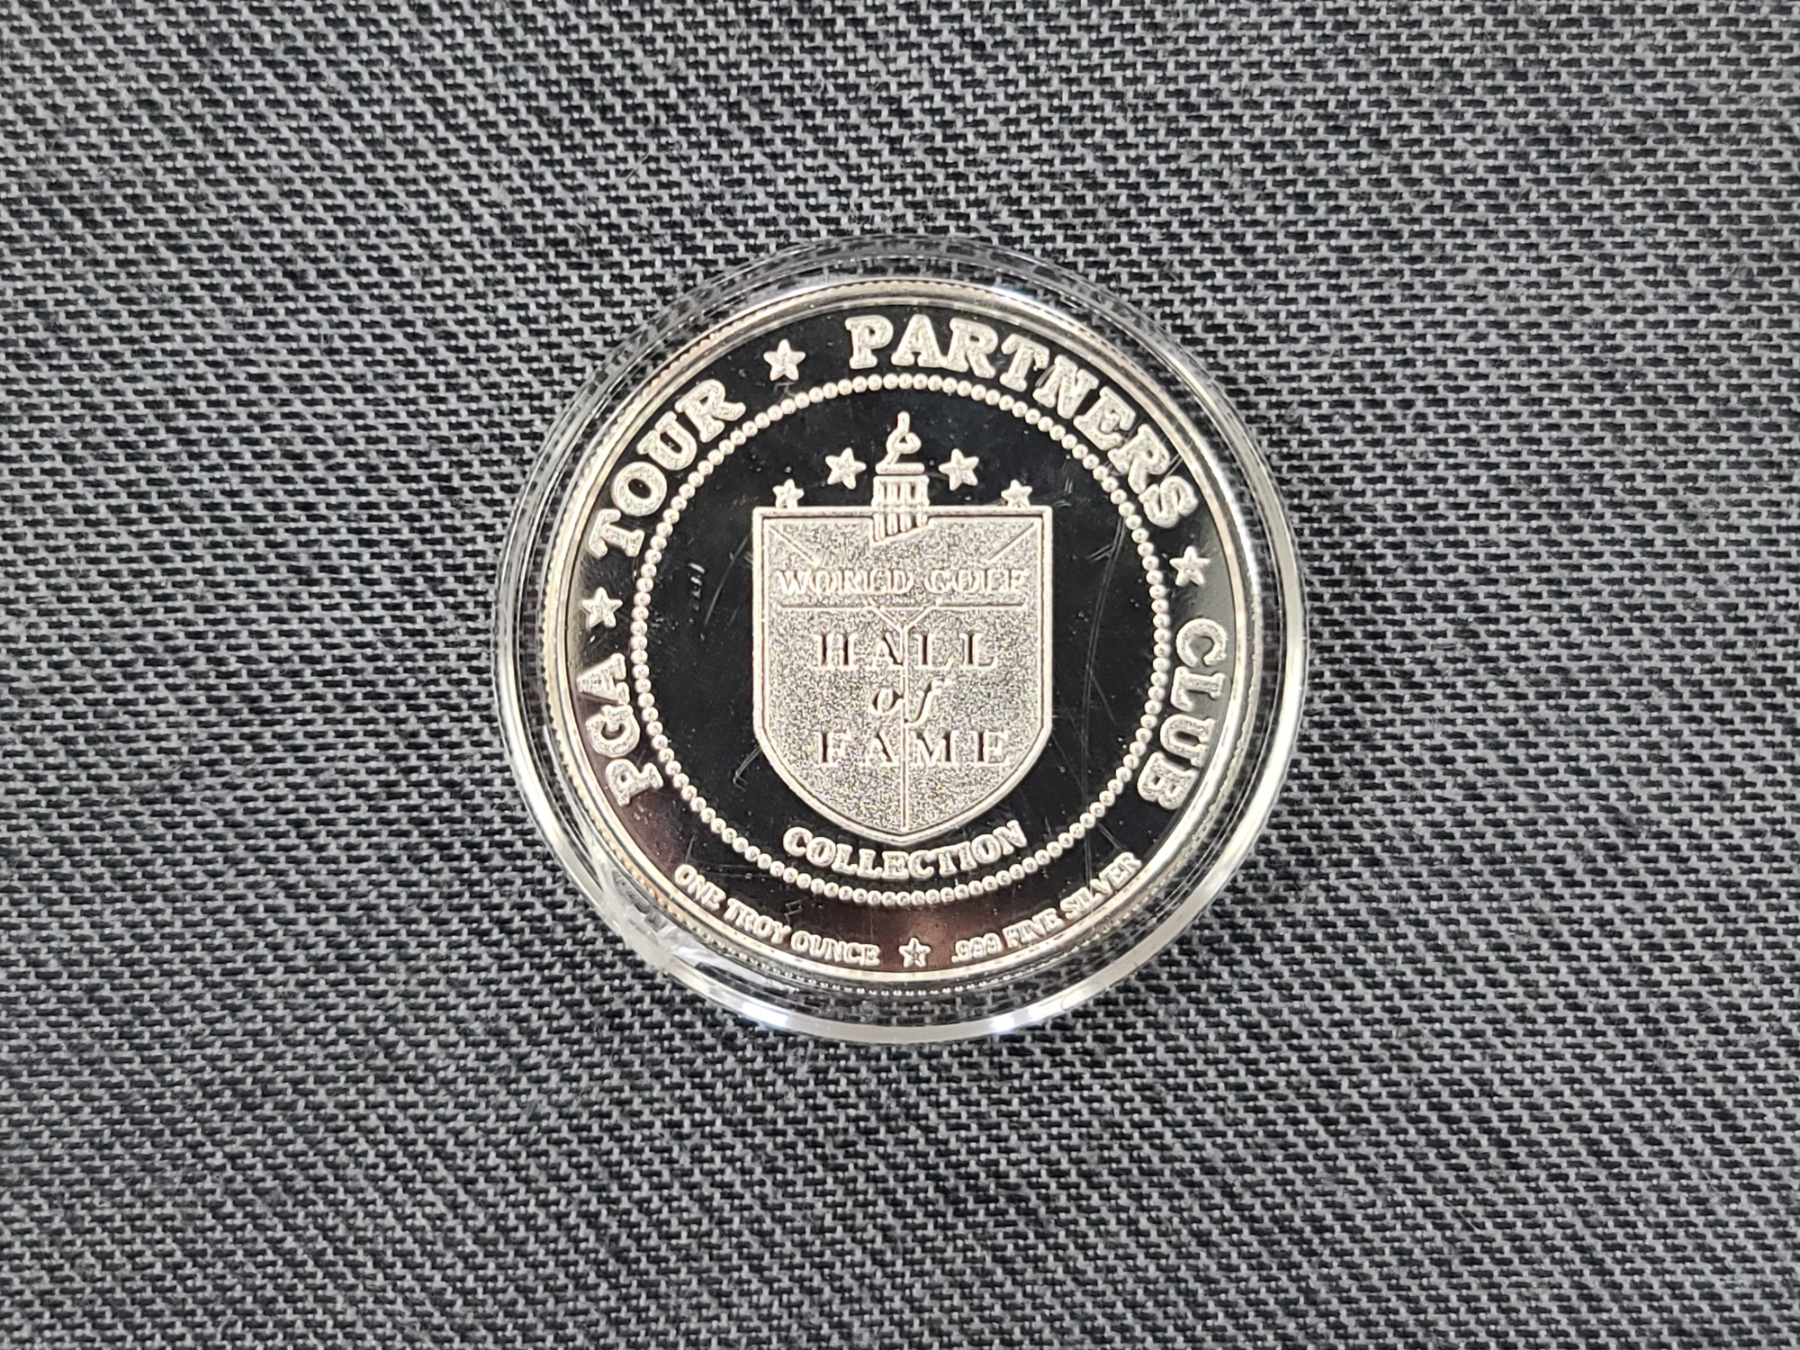 PGA ★ TOUR ★ PARTNERS ★ CLUB
WORLD GOLF
HALL
of
FAME
COLLECTION
ONE TROY OUNCE ★ .999 FINE SILVER